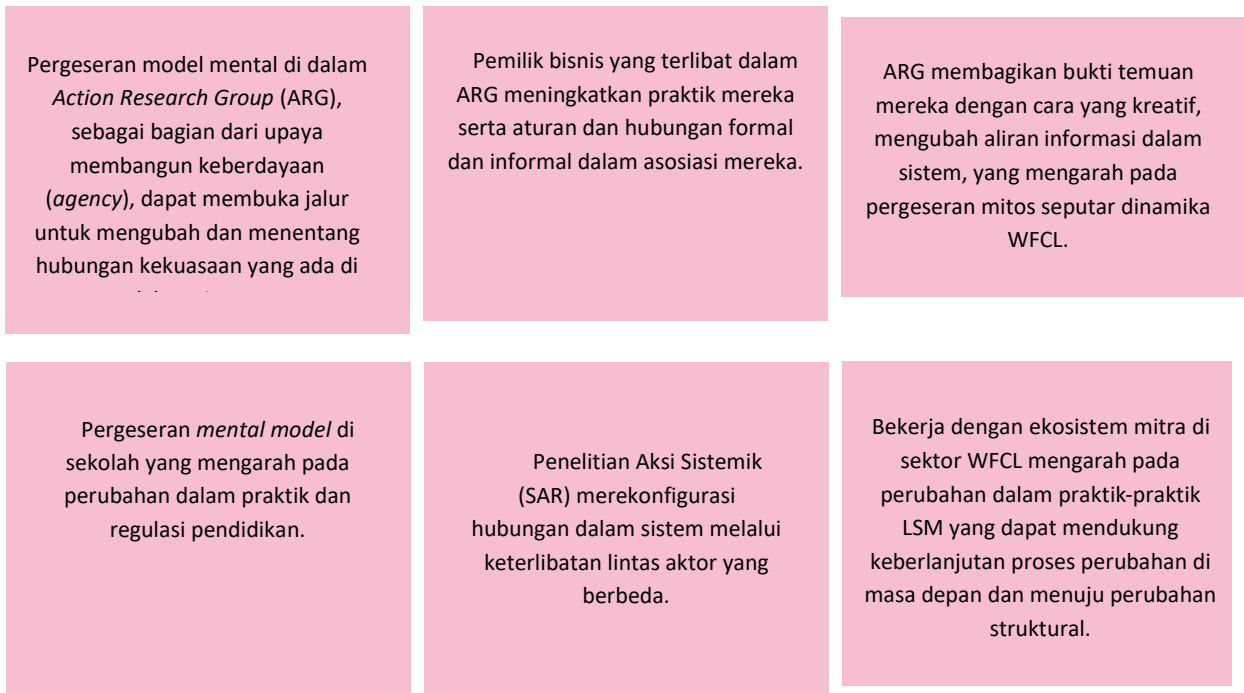 Pergeseran model mental di dalam
Action Research Group (ARG),
sebagai bagian dari upaya
membangun keberdayaan
(agency), dapat membuka jalur
untuk mengubah dan menentang
hubungan kekuasaan yang ada di
Pemilik bisnis yang terlibat dalam
ARG meningkatkan praktik mereka
serta aturan dan hubungan formal
dan informal dalam asosiasi mereka.
ARG membagikan bukti temuan
mereka dengan cara yang kreatif,
mengubah aliran informasi dalam
sistem, yang mengarah pada
pergeseran mitos seputar dinamika
WFCL.
Pergeseran mental model di
sekolah yang mengarah pada
perubahan dalam praktik dan
regulasi pendidikan.
Penelitian Aksi Sistemik
(SAR) merekonfigurasi
hubungan dalam sistem melalui
keterlibatan lintas aktor yang
berbeda.
Bekerja dengan ekosistem mitra di
sektor WFCL mengarah pada
perubahan dalam praktik-praktik
LSM yang dapat mendukung
keberlanjutan proses perubahan di
masa depan dan menuju perubahan
struktural.